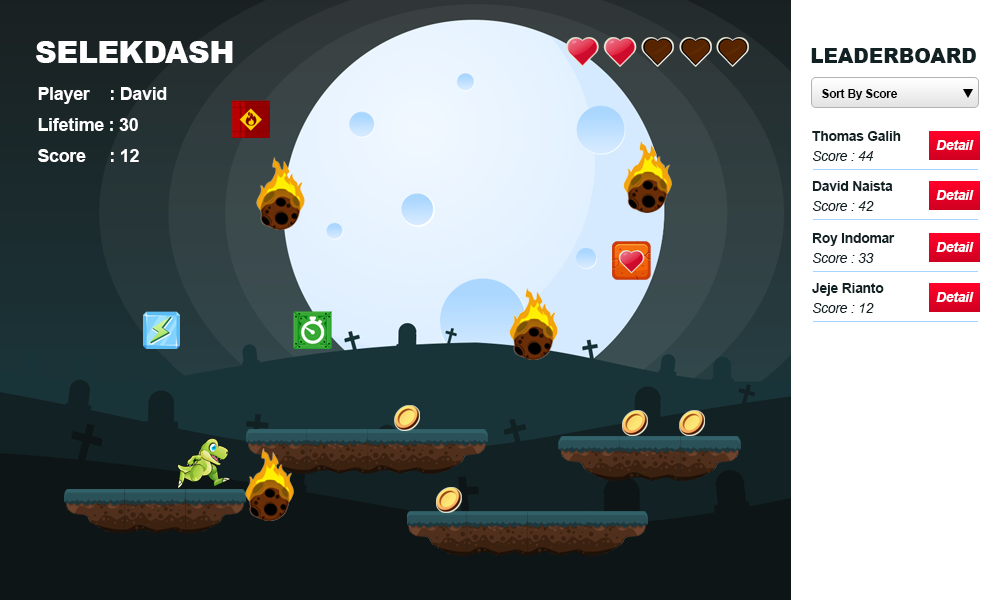 SELEKDASH
Player : David
Lifetime : 30
Score : 12
LEADERBOARD
Sort By Score
Thomas Galih
Score : 44
Detail
David Naista
Score : 42
Detail
Roy Indomar
Score : 33
Detail
Jeje Rianto
Score : 12
Detail